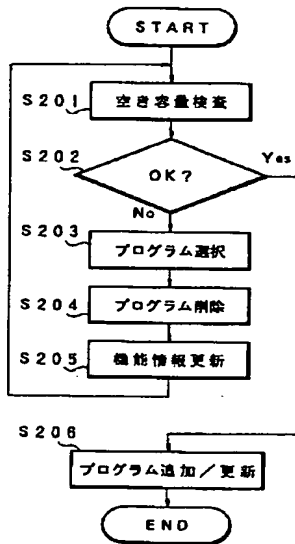 START
S201
空き容量検査
S202
OK?
Yes
No
S203
プログラム選択
S204
プログラム削除
S205
機能情報更新
S206
プログラム追加／更新
END